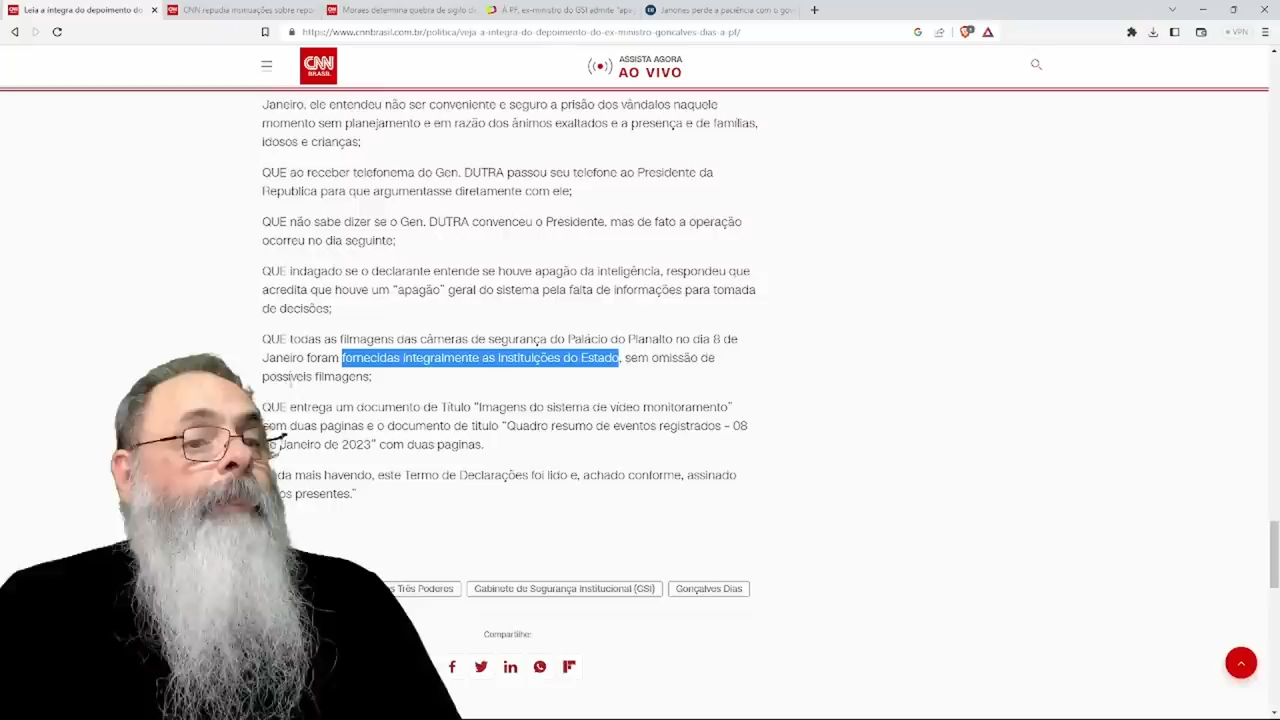 Leia a íntegra do depoimento do
CNN repudia insinuações sobre repo
Moraes determina quebra de sigilo d
À PF, ex-ministro do GSI admite "apa
Janones perde a paciência com o gov
https://www.cnnbrasil.com.br/politica/veja-a-integra-do-depoimento-do-ex-ministro-goncalves-dias-a-pf/
VPN
CNN
BRASIL
ASSISTA AGORA
AO VIVO
Janeiro, ele entendeu não ser conveniente e seguro a prisão dos vândalos naquele
momento sem planejamento e em razão dos ânimos exaltados e a presença e de famílias,
idosos e crianças;
QUE ao receber telefonema do Gen. DUTRA passou seu telefone ao Presidente da
Republica para que argumentasse diretamente com ele;
QUE não sabe dizer se o Gen. DUTRA convenceu o Presidente, mas de fato a operação
ocorreu no dia seguinte;
QUE indagado se o declarante entende se houve apagão da inteligência, respondeu que
acredita que houve um "apagão" geral do sistema pela falta de informações para tomada
de decisões;
QUE todas as filmagens das câmeras de segurança do Palácio do Planalto no dia 8 de
Janeiro foram fornecidas integralmente as instituições do Estado, sem omissão de
possíveis filmagens;
QUE entrega um documento de Título "Imagens do sistema de vídeo monitoramento"
com duas paginas e o documento de título "Quadro resumo de eventos registrados – 08
Janeiro de 2023" com duas paginas.
da mais havendo, este Termo de Declarações foi lido e, achado conforme, assinado
os presentes."
s Três Poderes
Gabinete de Segurança Institucional (GSI)
Gonçalves Dias
Compartilhe: